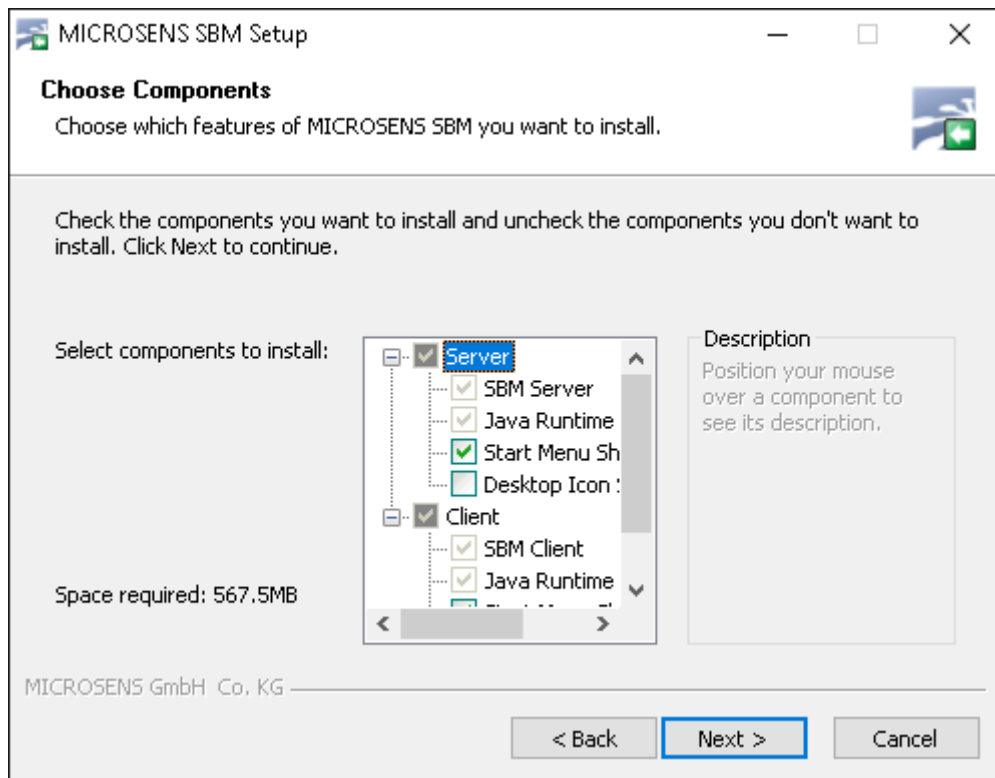 MICROSENS SBM Setup
Choose Components
Choose which features of MICROSENS SBM you want to install.
Check the components you want to install and uncheck the components you don't want to
install. Click Next to continue.
Select components to install:
Server
SBM Server
Java Runtime
Start Menu Sh
Desktop Icon
Client
SBM Client
Java Runtime
Description
Position your mouse
over a component to
see its description.
Space required: 567.5MB
MICROSENS GmbH Co. KG
< Back
Next >
Cancel